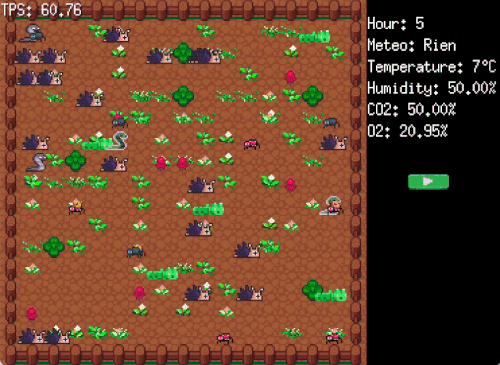 TPS: 60.76
Hour: 5
Meteo: Rien
Temperature: 7°C
Humidity: 50.00%
CO2: 50.00%
O2: 20.95%